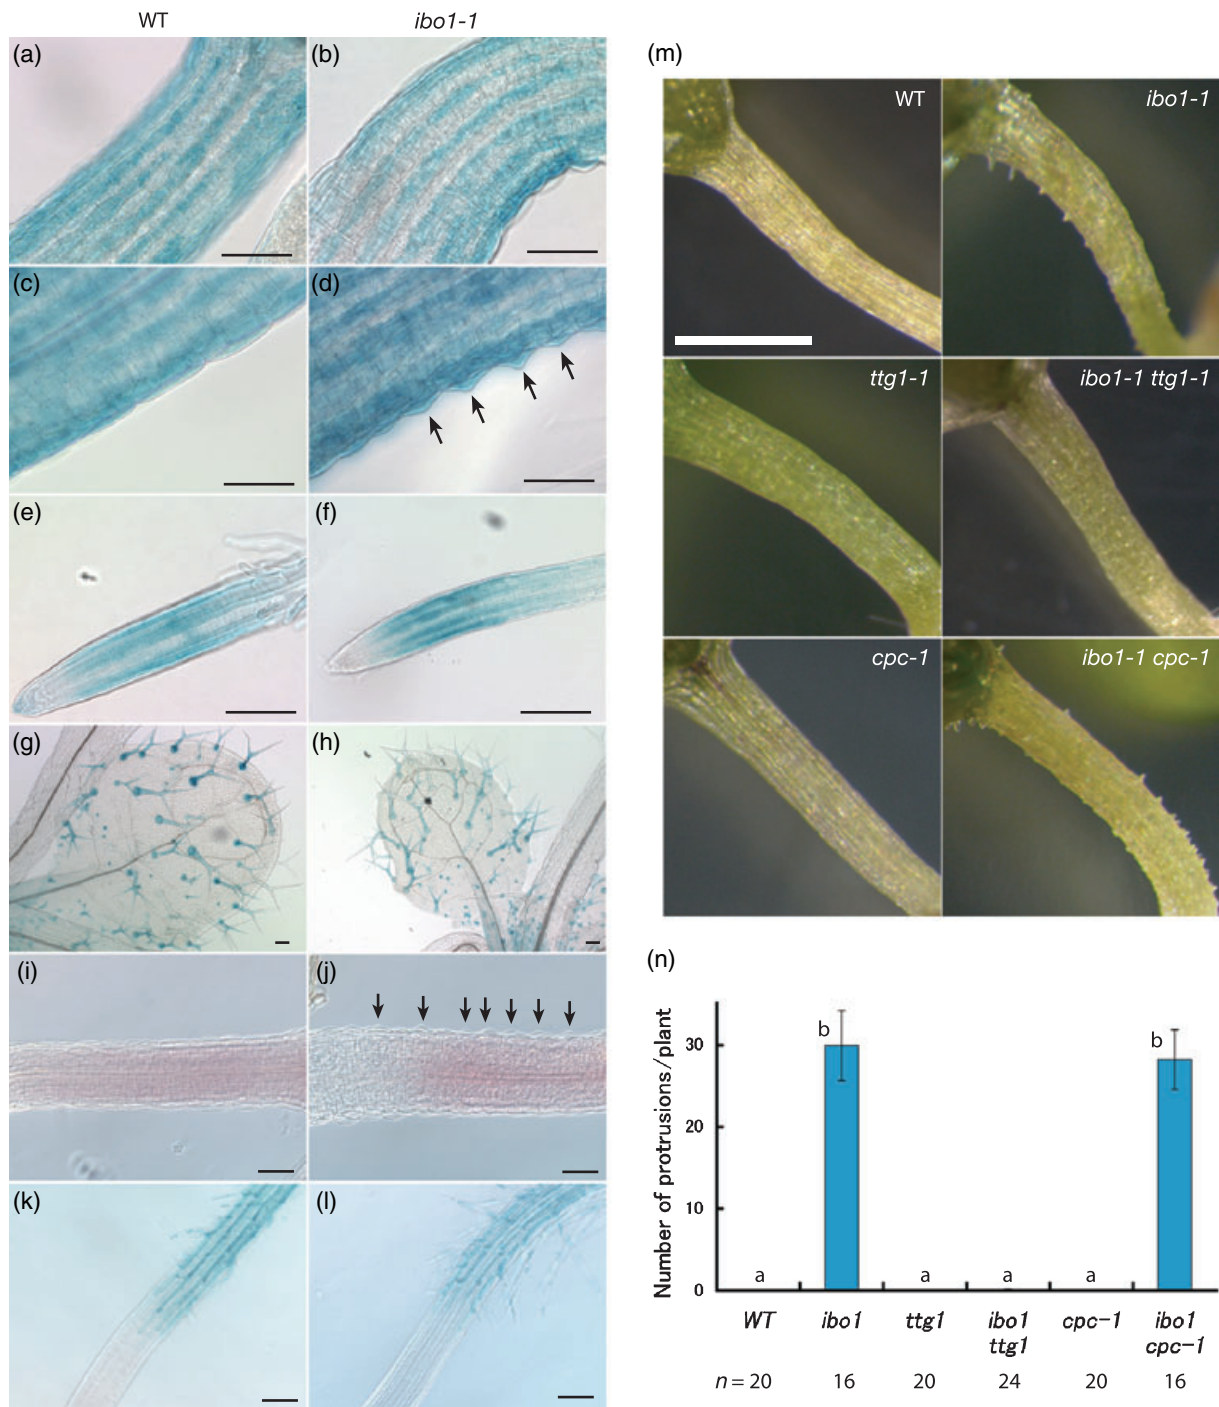 WT
ibo1-1
(a)
(b)
(c)
(d)
(e)
(f)
(g)
(h)
(i)
(j)
(k)
(l)
(m)
WT
ibo1-1
ttg1-1
ibo1-1 ttg1-1
cpc-1
ibo1-1 cpc-1
(n)
Number of protrusions/plant
30
20
10
0
a
b
a
a
a
b
WT
ibo1
ttg1
ibo1
ttg1
cpc-1
ibo1
cpc-1
n = 20
16
20
24
20
16